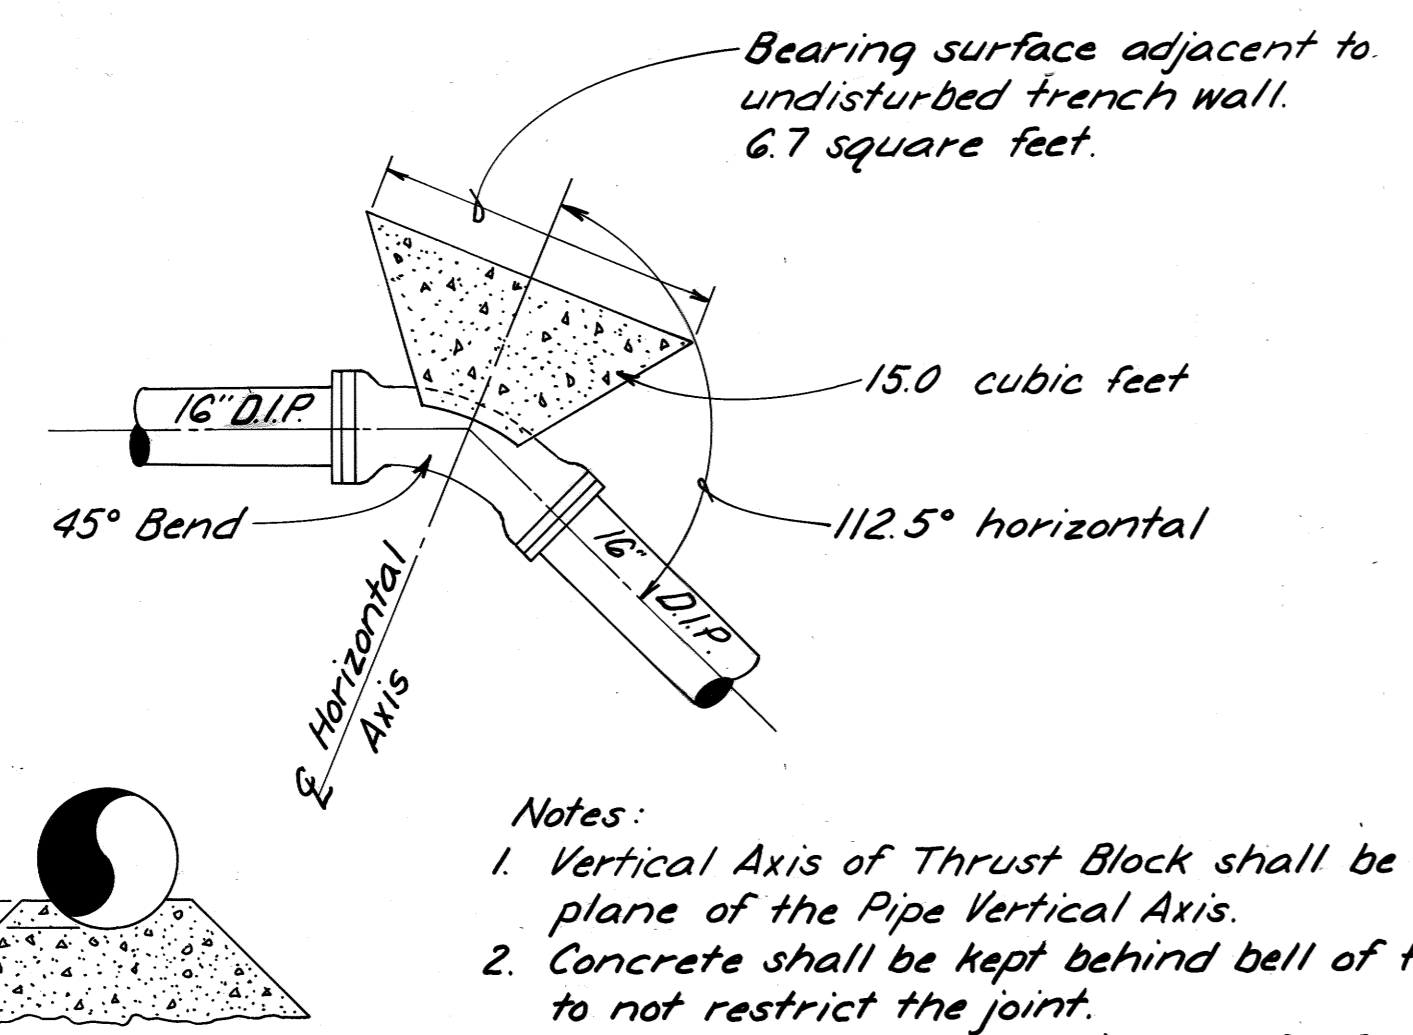 Bearing surface adjacent to
undisturbed trench wall.
6.7 square feet.
15.0 cubic feet
16" D.I.P.
45° Bend
112.5° horizontal
16" D.I.P.
℄ Horizontal
Axis
Notes:
1. Vertical Axis of Thrust Block shall be
plane of the Pipe Vertical Axis.
2. Concrete shall be kept behind bell of
to not restrict the joint.